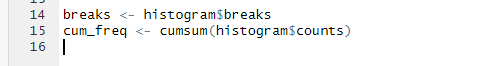 14 breaks <- histogram$breaks
15 cum_freq <- cumsum(histogram$counts)
16